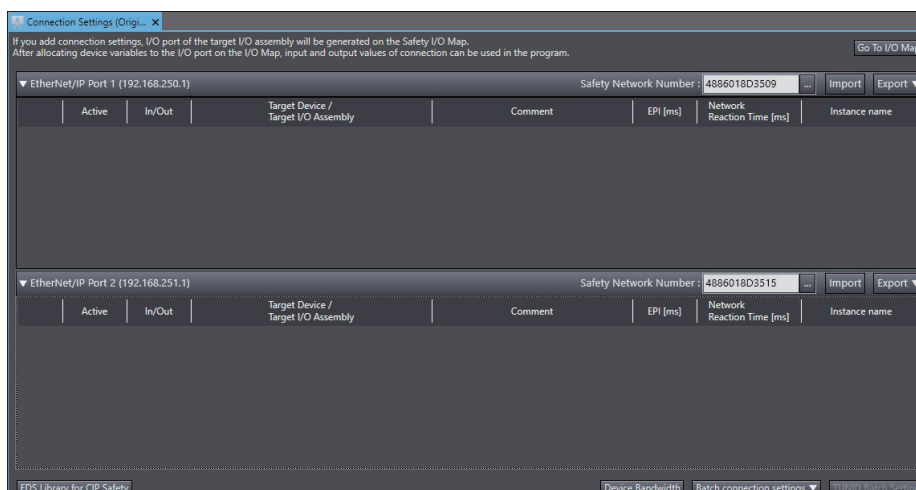 Connection Settings (Origi... ×
If you add connection settings, I/O port of the target I/O assembly will be generated on the Safety I/O Map.
After allocating device variables to the I/O port on the I/O Map, input and output values of connection can be used in the program.
Go To I/O Map
▼ EtherNet/IP Port 1 (192.168.250.1) Safety Network Number : 4886018D3509 ... Import Export ▼
Active In/Out Target Device / Target I/O Assembly Comment EPI [ms] Network Reaction Time [ms] Instance name
▼ EtherNet/IP Port 2 (192.168.251.1) Safety Network Number : 4886018D3515 ... Import Export ▼
Active In/Out Target Device / Target I/O Assembly Comment EPI [ms] Network Reaction Time [ms] Instance name
EDS Library for CIP Safety Device Bandwidth Batch connection settings ▼ TUNID Batch